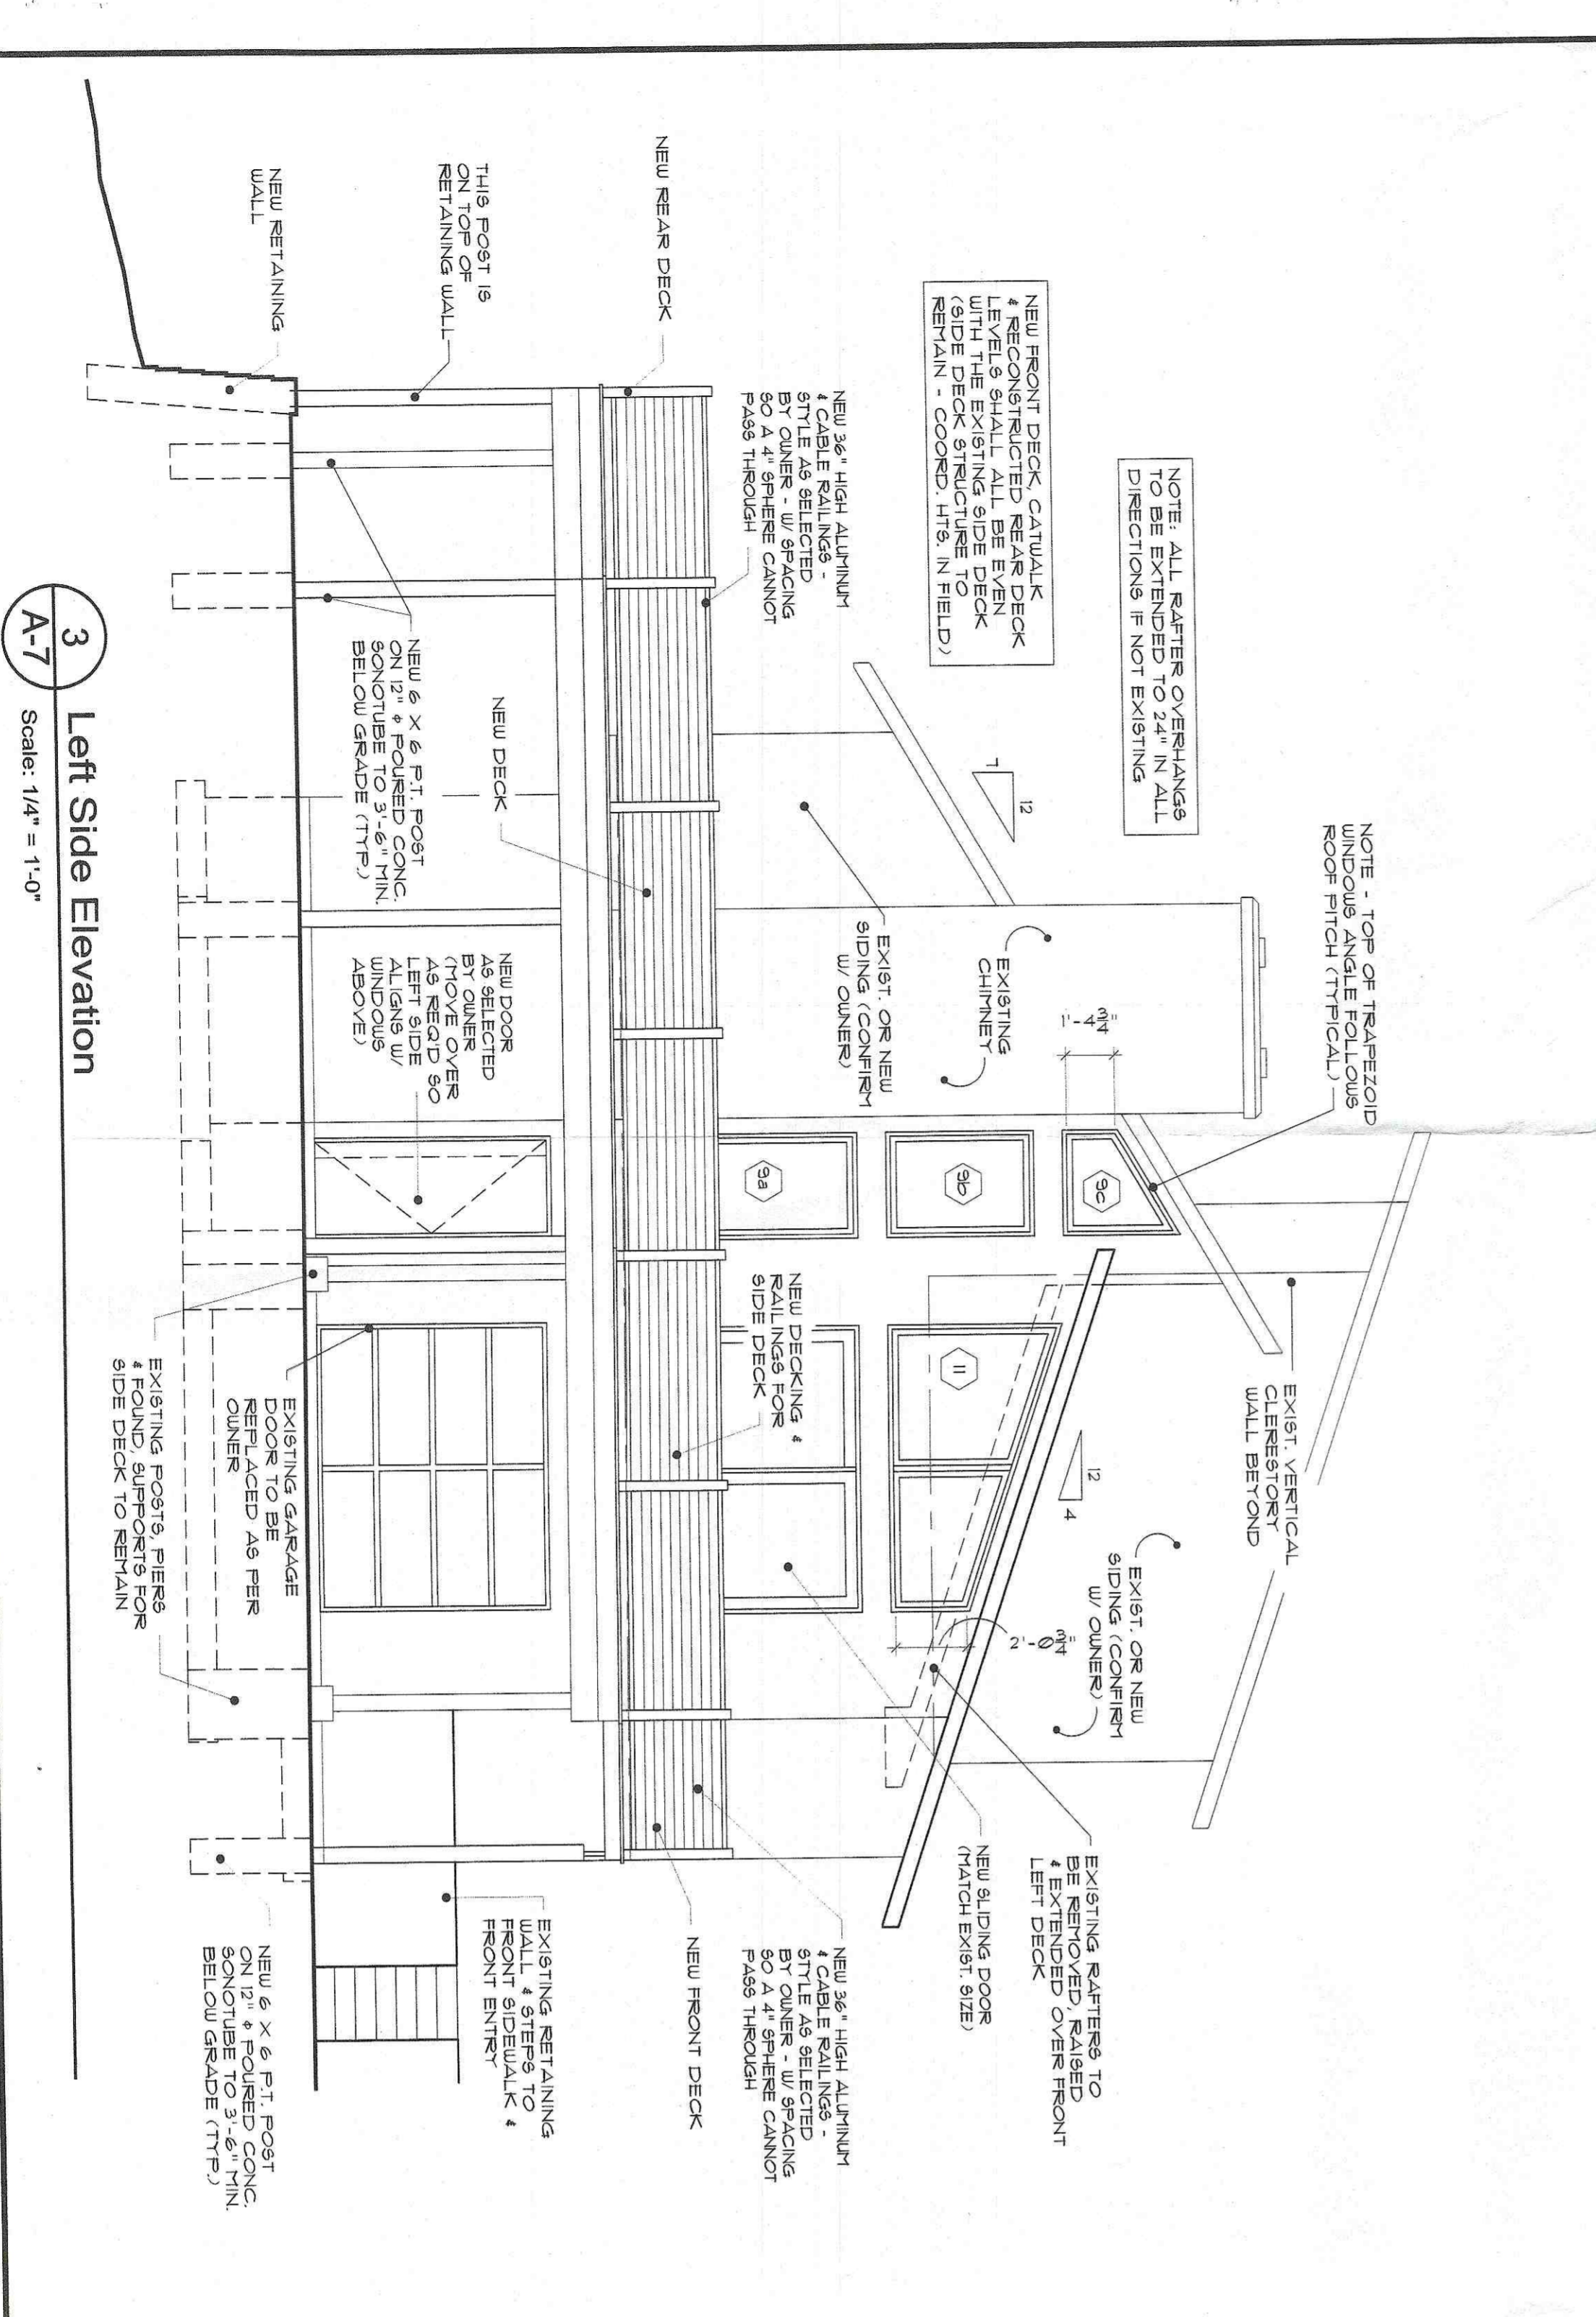 NOTE - TOP OF TRAPEZOID
WINDOWS ANGLE FOLLOWS
ROOF PITCH (TYPICAL)
NOTE: ALL RAFTER OVERHANGS
TO BE EXTENDED TO 24" IN ALL
DIRECTIONS IF NOT EXISTING
NEW FRONT DECK, CATWALK
& RECONSTRUCTED REAR DECK
LEVELS SHALL ALL BE EVEN
WITH THE EXISTING SIDE DECK
(SIDE DECK STRUCTURE TO
REMAIN - COORD. HTS. IN FIELD)
12
7
EXIST. VERTICAL
CLERESTORY
WALL BEYOND
1'-4 3/4"
EXISTING
CHIMNEY
9c
9b
9a
11
12
4
EXIST. OR NEW
SIDING (CONFIRM
W/ OWNER)
2'-0 3/4"
EXISTING RAFTERS TO
BE REMOVED, RAISED
& EXTENDED OVER FRONT
LEFT DECK
EXIST. OR NEW
SIDING (CONFIRM
W/ OWNER)
NEW SLIDING DOOR
(MATCH EXIST. SIZE)
NEW 36" HIGH ALUMINUM
& CABLE RAILINGS -
STYLE AS SELECTED
BY OWNER - W/ SPACING
SO A 4" SPHERE CANNOT
PASS THROUGH
NEW DECKING &
RAILINGS FOR
SIDE DECK
NEW 36" HIGH ALUMINUM
& CABLE RAILINGS -
STYLE AS SELECTED
BY OWNER - W/ SPACING
SO A 4" SPHERE CANNOT
PASS THROUGH
NEW REAR DECK
NEW FRONT DECK
NEW DECK
THIS POST IS
ON TOP OF
RETAINING WALL
NEW 6 X 6 P.T. POST
ON 12" ϕ POURED CONC.
SONOTUBE TO 3'-6" MIN.
BELOW GRADE (TYP.)
NEW DOOR
AS SELECTED
BY OWNER
(MOVE OVER
AS REQ'D SO
LEFT SIDE
ALIGNS W/
WINDOWS
ABOVE)
EXISTING RETAINING
WALL & STEPS TO
FRONT SIDEWALK &
FRONT ENTRY
NEW RETAINING
WALL
EXISTING GARAGE
DOOR TO BE
REPLACED AS PER
OWNER
EXISTING POSTS, PIERS
& FOUND. SUPPORTS FOR
SIDE DECK TO REMAIN
NEW 6 X 6 P.T. POST
ON 12" ϕ POURED CONC.
SONOTUBE TO 3'-6" MIN.
BELOW GRADE (TYP.)
3
A-7
Left Side Elevation
Scale: 1/4" = 1'-0"